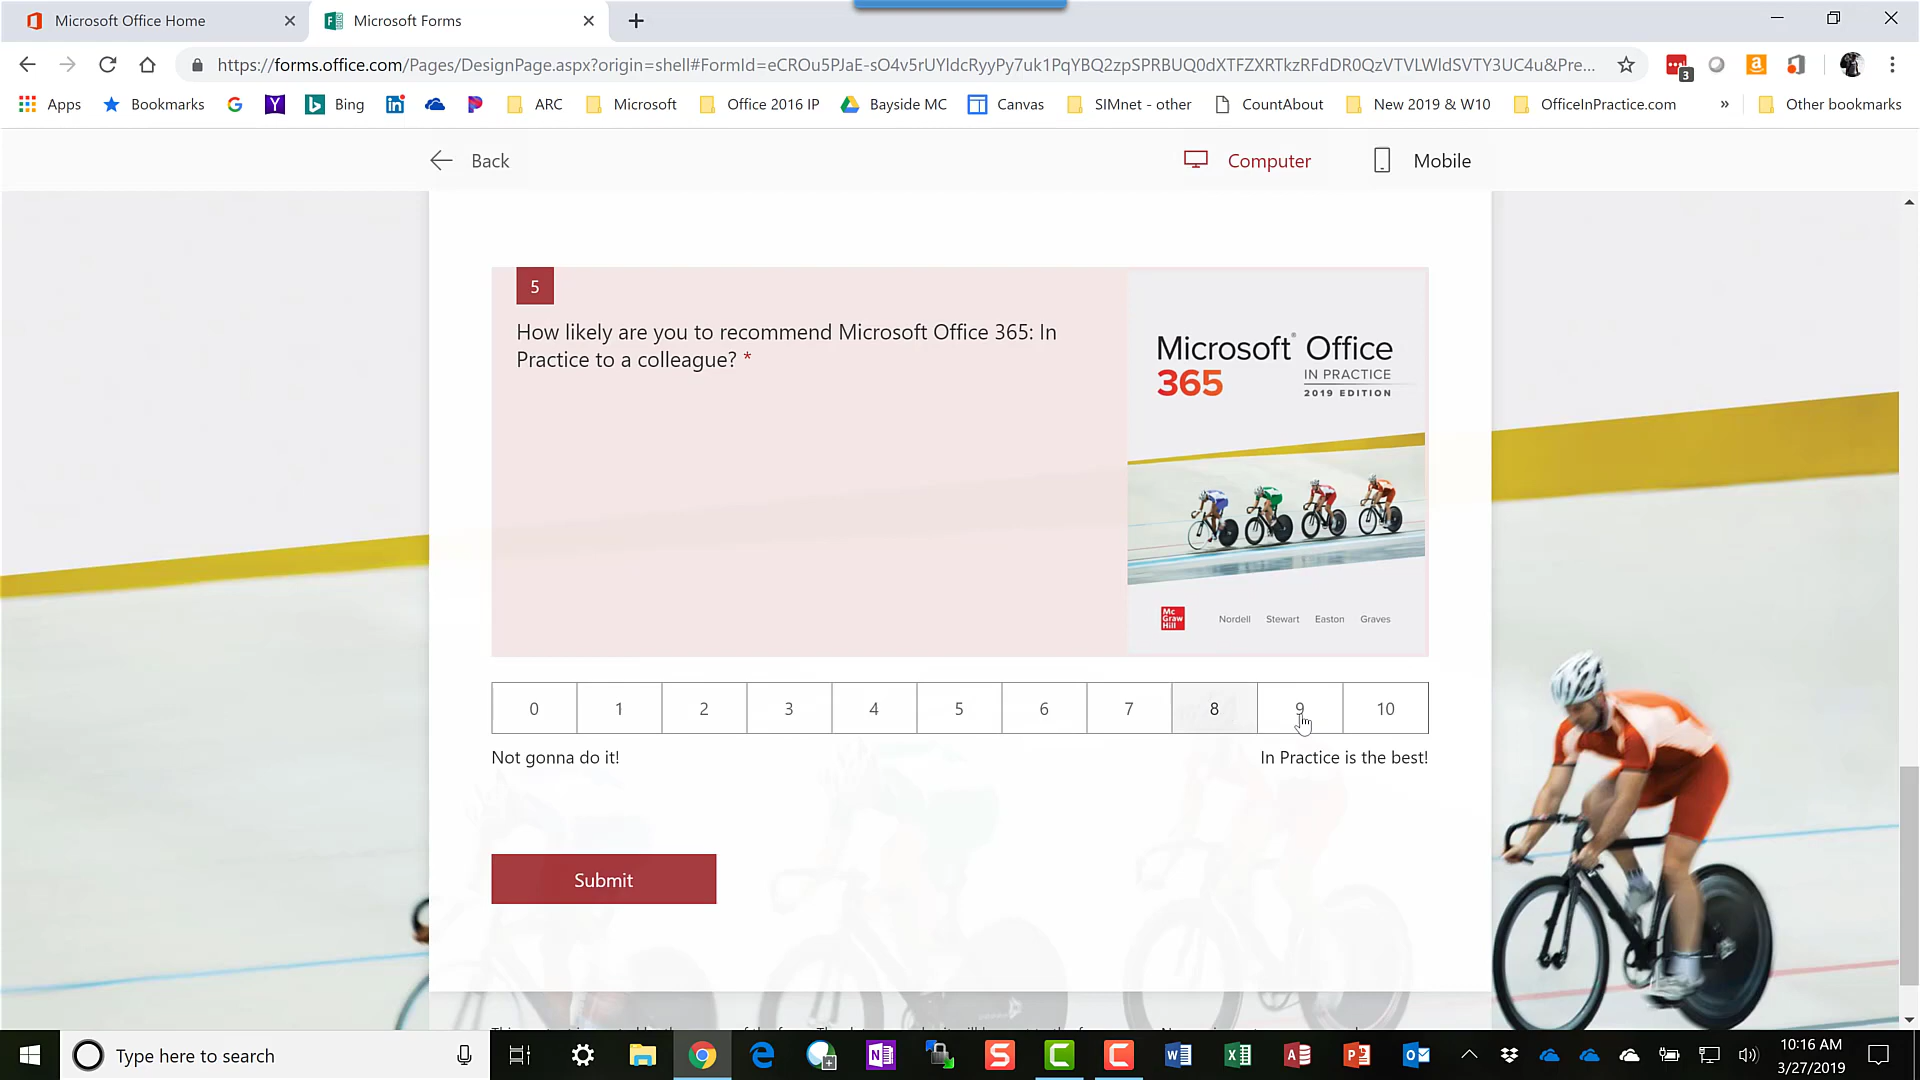 Microsoft Office Home
Microsoft Forms
https://forms.office.com/Pages/DesignPage.aspx?origin=shell#FormId=eCROu5PJaE-sO4v5rUYldcRyyPy7uk1PqYBQ2zpSPRBUQ0dXTFZXRTkzRFdDR0QzVTVLWldSVTY3UC4u&Pre...
3
Apps
Bookmarks
Bing
ARC
Microsoft
Office 2016 IP
Bayside MC
Canvas
SIMnet - other
CountAbout
New 2019 & W10
OfficeInPractice.com
»
Other bookmarks
Back
Computer
Mobile
5
How likely are you to recommend Microsoft Office 365: In
Practice to a colleague? *
Microsoft® Office
365
IN PRACTICE
2019 EDITION
Mc
Graw
Hill
Nordell Stewart Easton Graves
0 1 2 3 4 5 6 7 8 9 10
Not gonna do it!
In Practice is the best!
Submit
Type here to search
10:16 AM
3/27/2019